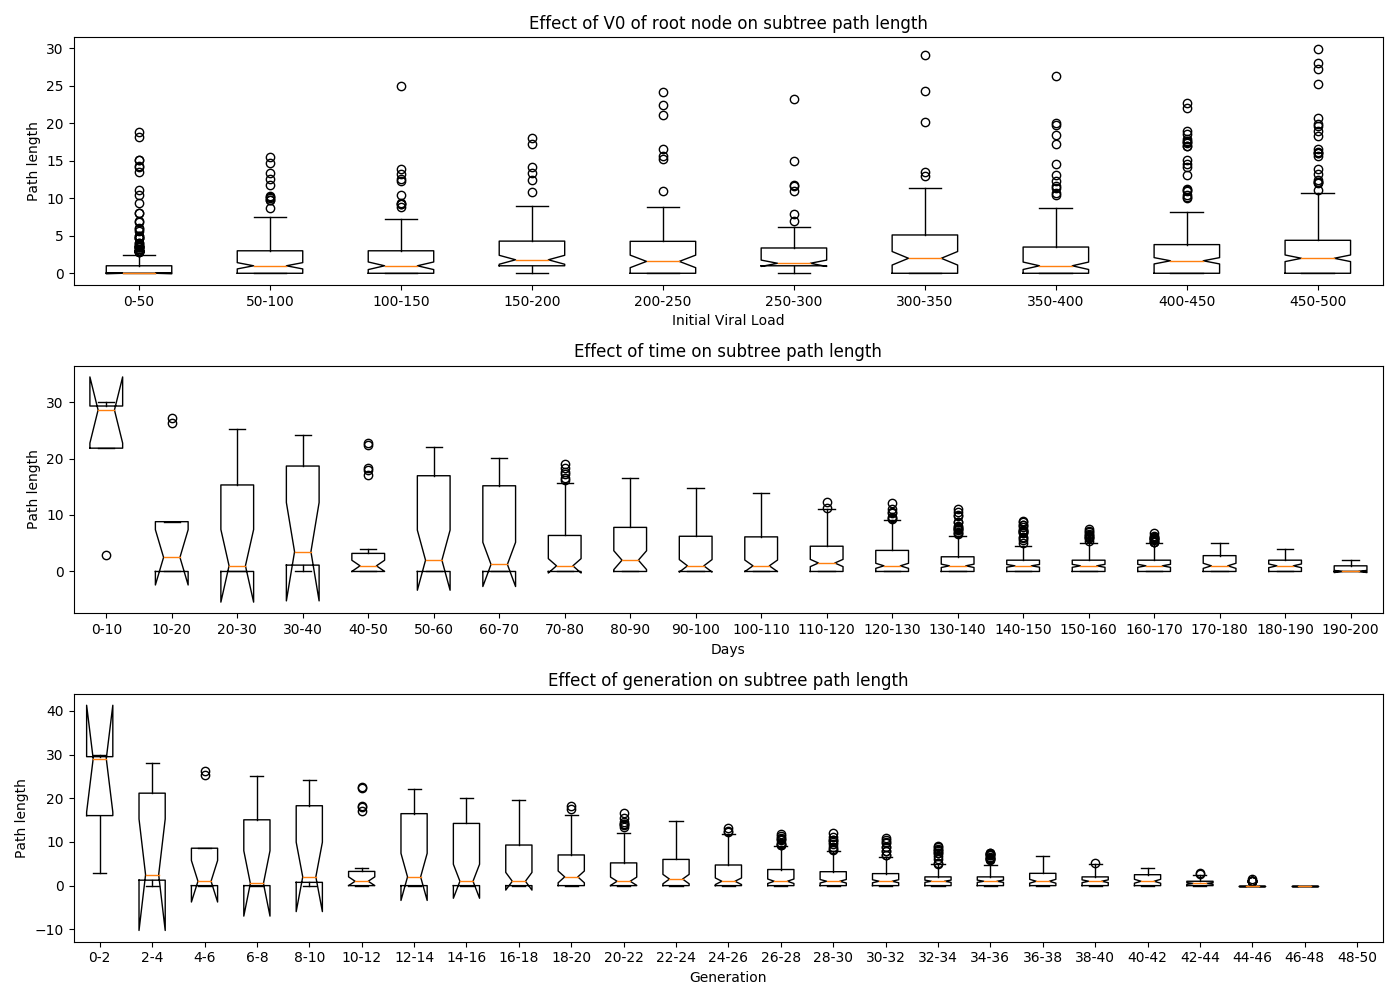 Effect of V0 of root node on subtree path length
30
25
20
15
10
5
0
Path length
0-50 50-100 100-150 150-200 200-250 250-300 300-350 350-400 400-450 450-500
Initial Viral Load
Effect of time on subtree path length
30
20
10
0
Path length
0-10 10-20 20-30 30-40 40-50 50-60 60-70 70-80 80-90 90-100 100-110 110-120 120-130 130-140 140-150 150-160 160-170 170-180 180-190 190-200
Days
Effect of generation on subtree path length
40
30
20
10
0
−10
Path length
0-2 2-4 4-6 6-8 8-10 10-12 12-14 14-16 16-18 18-20 20-22 22-24 24-26 26-28 28-30 30-32 32-34 34-36 36-38 38-40 40-42 42-44 44-46 46-48 48-50
Generation